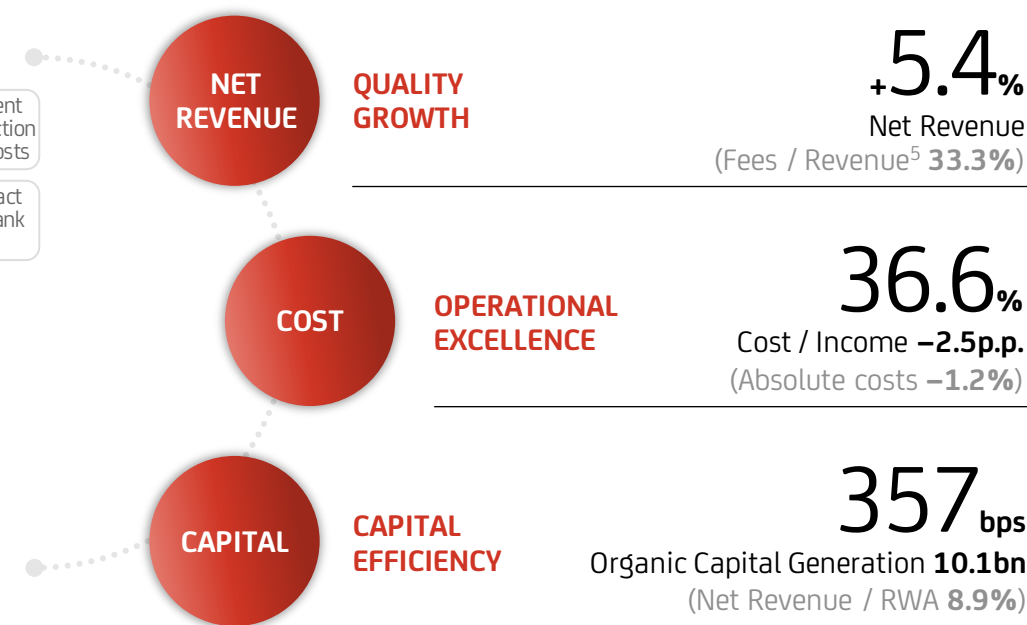 NET
REVENUE
QUALITY
GROWTH
+5.4%
Net Revenue
(Fees / Revenue5 33.3%)
COST
OPERATIONAL
EXCELLENCE
36.6%
Cost / Income –2.5p.p.
(Absolute costs –1.2%)
CAPITAL
CAPITAL
EFFICIENCY
357bps
Organic Capital Generation 10.1bn
(Net Revenue / RWA 8.9%)